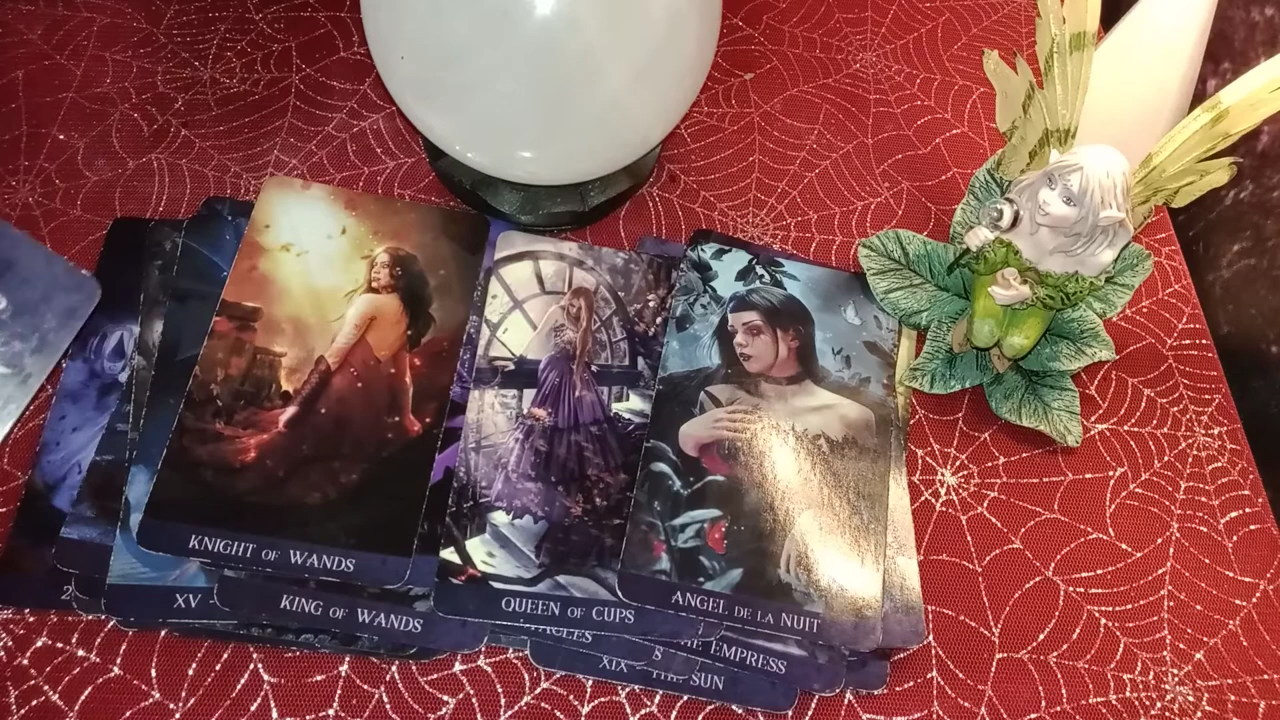 KNIGHT OF WANDS
XV -
KING OF WANDS
QUEEN OF CUPS
ANGEL DE LA NUIT
EMPRESS
XIX - THE SUN